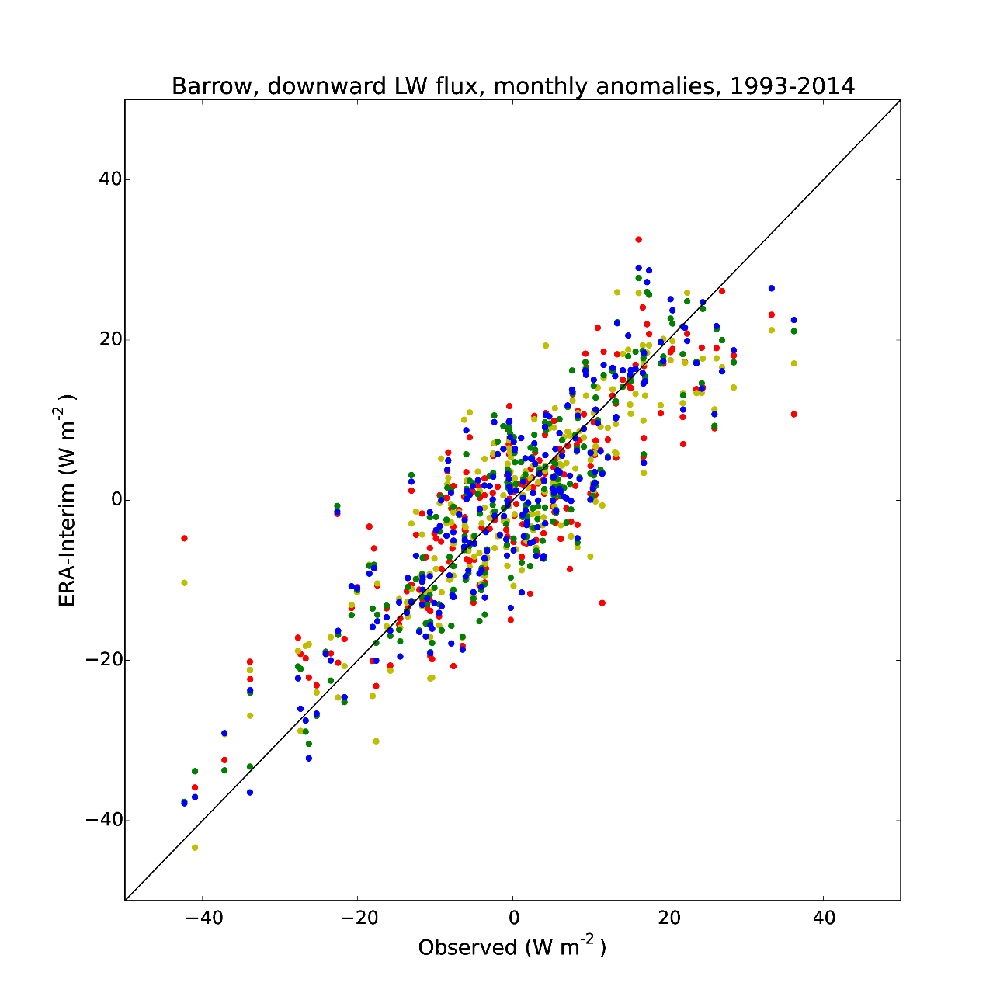 Barrow, downward LW flux, monthly anomalies, 1993-2014
ERA-Interim (W m⁻²)
40
20
0
−20
−40
−40 −20 0 20 40
Observed (W m⁻²)